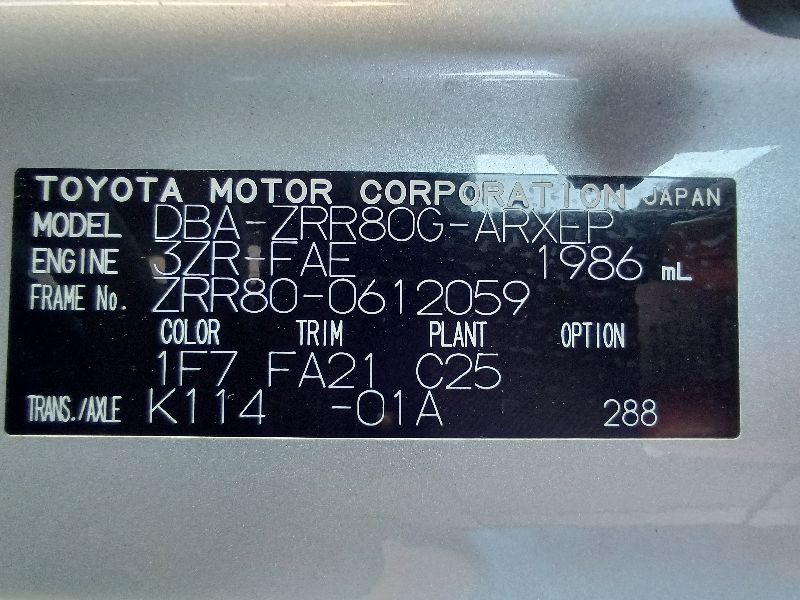 TOYOTA MOTOR CORPORATION JAPAN
MODEL DBA-ZRR80G-ARXEP
ENGINE 3ZR-FAE 1986 mL
FRAME No. ZRR80-0612059
COLOR TRIM PLANT OPTION
1F7 FA21 C25
TRANS./AXLE K114 -01A 288